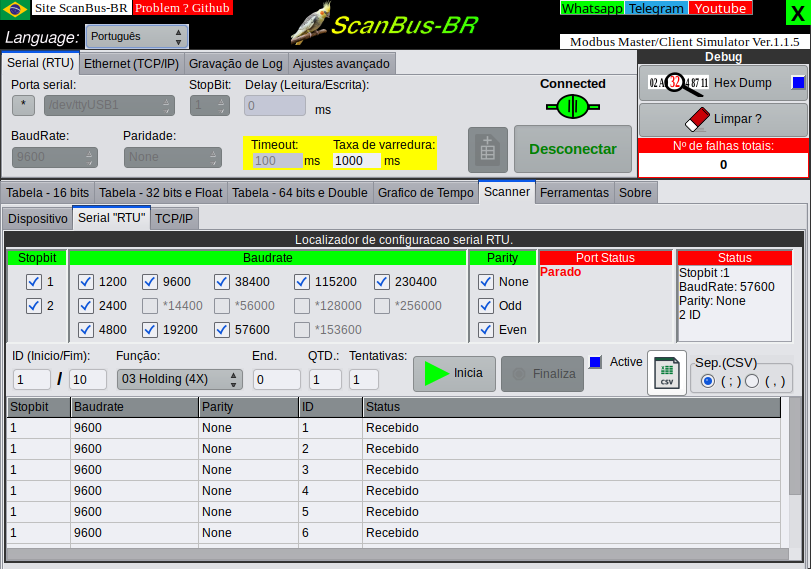 Site ScanBus-BR Problem ? Github
ScanBus-BR
Whatsapp Telegram Youtube
X
Language: Português
Modbus Master/Client Simulator Ver.1.1.5
Serial (RTU) Ethernet (TCP/IP) Gravação de Log Ajustes avançado
Debug
Porta serial: StopBit: Delay (Leitura/Escrita):
* /dev/ttyUSB1 1 0 ms
Connected
02 A 32 4 87 11 Hex Dump
Limpar ?
BaudRate: Paridade: Timeout: Taxa de varredura:
9600 None 100 ms 1000 ms
Desconectar
Nº de falhas totais:
0
Tabela - 16 bits Tabela - 32 bits e Float Tabela - 64 bits e Double Grafico de Tempo Scanner Ferramentas Sobre
Dispositivo Serial "RTU" TCP/IP
Localizador de configuracao serial RTU.
Stopbit Baudrate Parity Port Status Status
1 1200 9600 38400 115200 230400 None
2 2400 *14400 *56000 *128000 *256000 Odd
4800 19200 57600 *153600 Even
Parado
Stopbit :1
BaudRate: 57600
Parity: None
2 ID
ID (Inicio/Fim): Função: End. QTD.: Tentativas:
1 / 10 03 Holding (4X) 0 1 1
Inicia Finaliza Active
CSV
Sep.(CSV)
( ; ) ( , )
Stopbit Baudrate Parity ID Status
1 9600 None 1 Recebido
1 9600 None 2 Recebido
1 9600 None 3 Recebido
1 9600 None 4 Recebido
1 9600 None 5 Recebido
1 9600 None 6 Recebido